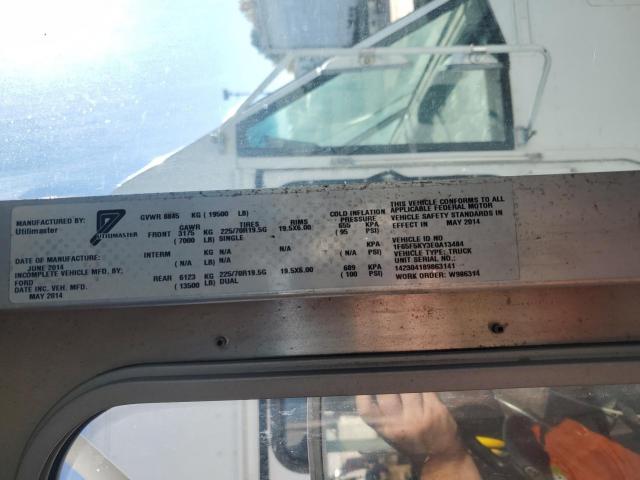 MANUFACTURED BY:
Utilimaster
UTILIMASTER
DATE OF MANUFACTURE:
JUNE 2014
INCOMPLETE VEHICLE MFD. BY:
FORD
DATE INC. VEH. MFD.
MAY 2014
GVWR 8845 KG ( 19500 LB)
GAWR TIRES RIMS COLD INFLATION PRESSURE
FRONT 3175 KG 225/70R19.5G 19.5X6.00 655 KPA
( 7000 LB) SINGLE ( 95 PSI)
INTERM KG N/A N/A KPA
( N/A LB) N/A (N/A PSI)
REAR 6123 KG 225/70R19.5G 19.5X6.00 689 KPA
( 13500 LB) DUAL ( 100 PSI)
THIS VEHICLE CONFORMS TO ALL
APPLICABLE FEDERAL MOTOR
VEHICLE SAFETY STANDARDS IN
EFFECT IN MAY 2014
VEHICLE ID NO.:
1F65F5KY3E0A13484
VEHICLE TYPE: TRUCK
UNIT SERIAL NO.:
142304189863141
WORK ORDER: W986314